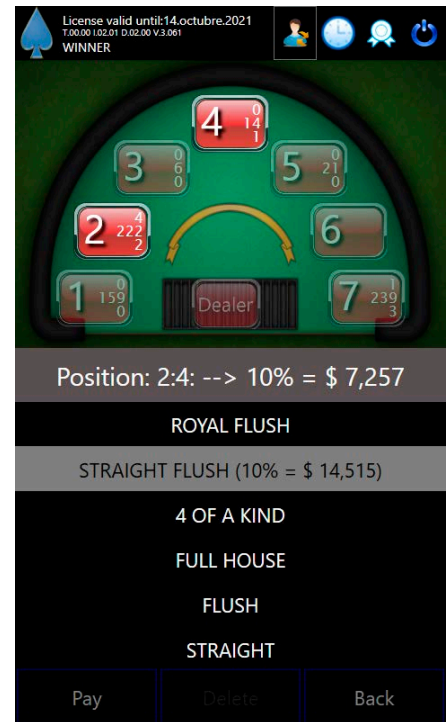 License valid until:14.octubre.2021
T.00.00 I.02.01 D.02.00 V.3.061
WINNER
4 0 14 1
3 0 6 0
5 0 21 0
2 4 222 2
6
1 0 159 0
Dealer
7 1 239 3
Position: 2:4: --> 10% = $ 7,257
ROYAL FLUSH
STRAIGHT FLUSH (10% = $ 14,515)
4 OF A KIND
FULL HOUSE
FLUSH
STRAIGHT
Pay
Delete
Back